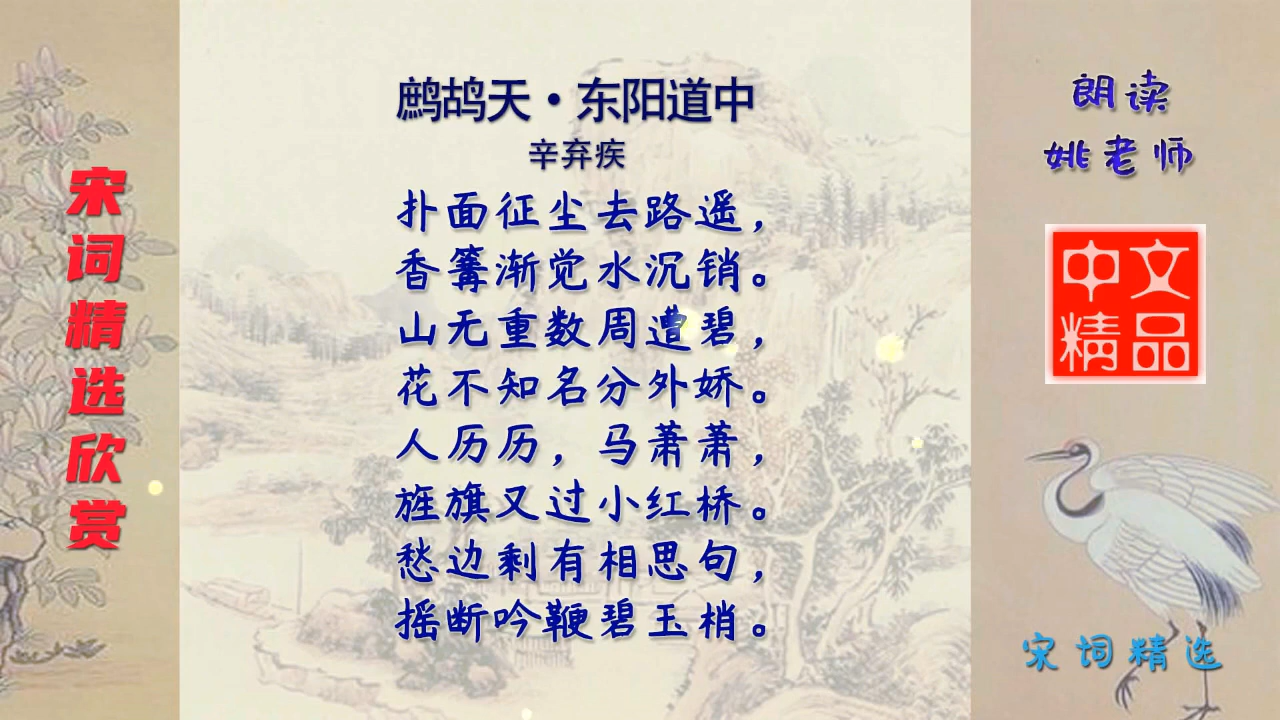 宋词精选欣赏
鹧鸪天·东阳道中
辛弃疾
扑面征尘去路遥，
香篝渐觉水沉销。
山无重数周遭碧，
花不知名分外娇。
人历历，马萧萧，
旌旗又过小红桥。
愁边剩有相思句，
摇断吟鞭碧玉梢。
朗读
姚老师
中文
精品
宋词精选